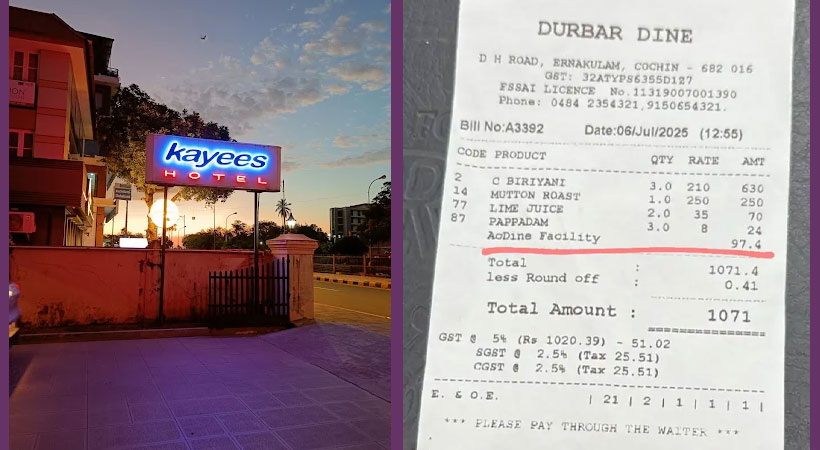 kayees
HOTEL
DURBAR DINE
D H ROAD, ERNAKULAM, COCHIN - 682 016
GST: 32ATYPS6355D1Z7
FSSAI LICENCE No.11319007001390
Phone: 0484 2354321,9150654321.
Bill No:A3392 Date:06/Jul/2025 (12:55)
CODE PRODUCT QTY RATE AMT
2 C BIRIYANI 3.0 210 630
14 MUTTON ROAST 1.0 250 250
77 LIME JUICE 2.0 35 70
87 PAPPADAM 3.0 8 24
AcDine Facility 97.4
Total : 1071.4
less Round off : 0.41
Total Amount : 1071
GST @ 5% (Rs 1020.39) - 51.02
SGST @ 2.5% (Tax 25.51)
CGST @ 2.5% (Tax 25.51)
E. & O.E. | 21 | 2 | 1 | 1 | 1 |
*** PLEASE PAY THROUGH THE WAITER ***